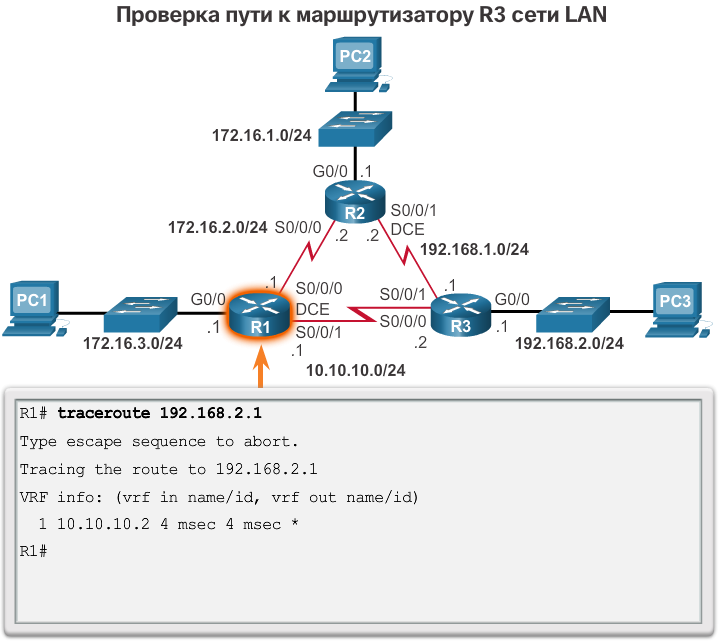 Проверка пути к маршрутизатору R3 сети LAN
PC2
172.16.1.0/24
G0/0 .1
R2
172.16.2.0/24 S0/0/0
S0/0/1
DCE
.2 .2
192.168.1.0/24
PC1
G0/0
.1
172.16.3.0/24
.1
S0/0/0
DCE
R1
S0/0/1
.1
10.10.10.0/24
S0/0/1
.1
S0/0/0
.2
R3
G0/0
.1
192.168.2.0/24
PC3
R1# traceroute 192.168.2.1
Type escape sequence to abort.
Tracing the route to 192.168.2.1
VRF info: (vrf in name/id, vrf out name/id)
1 10.10.10.2 4 msec 4 msec *
R1#